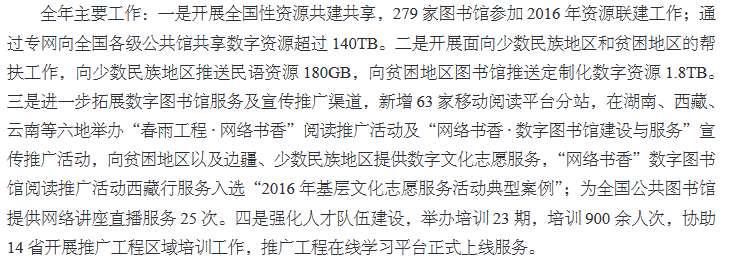 全年主要工作：一是开展全国性资源共建共享，279 家图书馆参加 2016 年资源联建工作；通
过专网向全国各级公共馆共享数字资源超过 140TB。二是开展面向少数民族地区和贫困地区的帮
扶工作，向少数民族地区推送民语资源 180GB，向贫困地区图书馆推送定制化数字资源 1.8TB。
三是进一步拓展数字图书馆服务及宣传推广渠道，新增 63 家移动阅读平台分站，在湖南、西藏、
云南等六地举办“春雨工程·网络书香”阅读推广活动及“网络书香·数字图书馆建设与服务”宣
传推广活动，向贫困地区以及边疆、少数民族地区提供数字文化志愿服务，“网络书香”数字图书
馆阅读推广活动西藏行服务入选“2016 年基层文化志愿服务活动典型案例”；为全国公共图书馆
提供网络讲座直播服务 25 次。四是强化人才队伍建设，举办培训 23 期，培训 900 余人次，协助
14 省开展推广工程区域培训工作，推广工程在线学习平台正式上线服务。